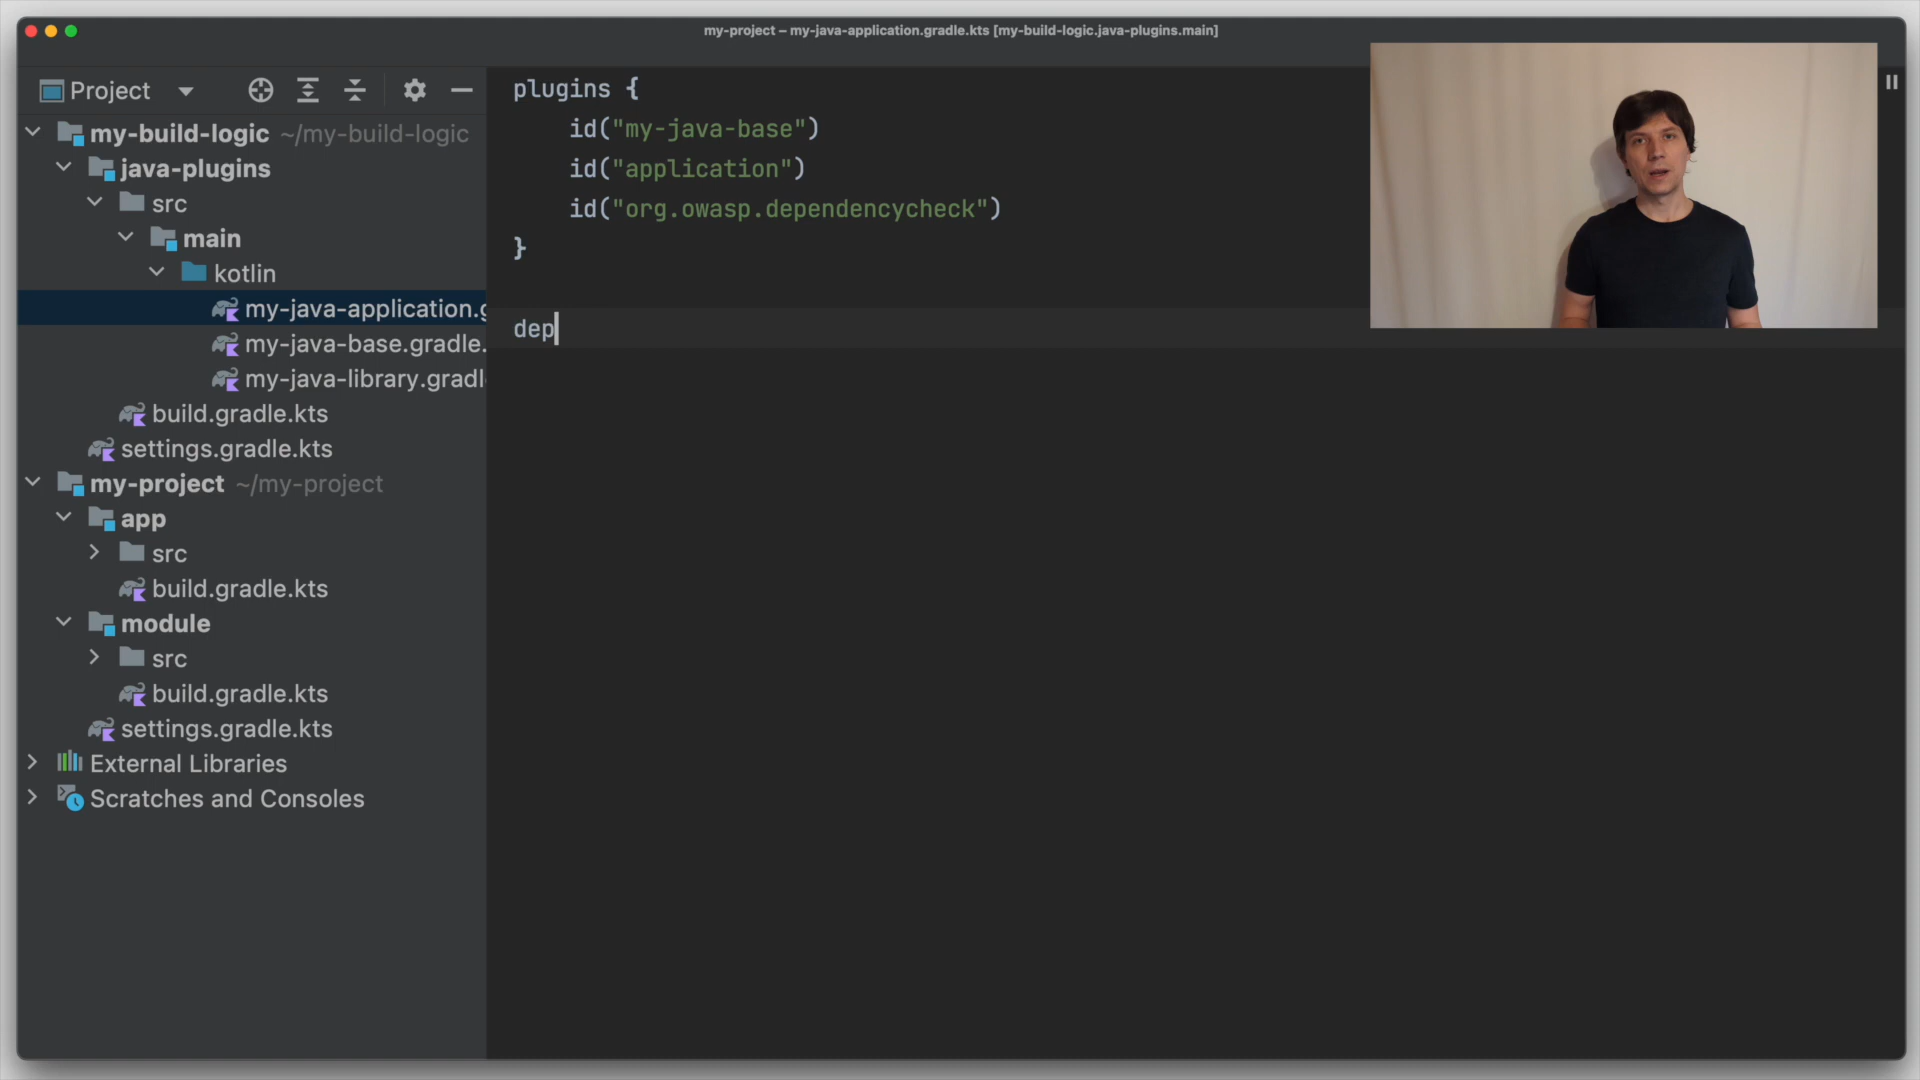 my-project – my-java-application.gradle.kts [my-build-logic.java-plugins.main]
Project
my-build-logic ~/my-build-logic
java-plugins
src
main
kotlin
my-java-application.g
my-java-base.gradle.
my-java-library.gradl
build.gradle.kts
settings.gradle.kts
my-project ~/my-project
app
src
build.gradle.kts
module
src
build.gradle.kts
settings.gradle.kts
External Libraries
Scratches and Consoles
plugins {
id("my-java-base")
id("application")
id("org.owasp.dependencycheck")
}
dep